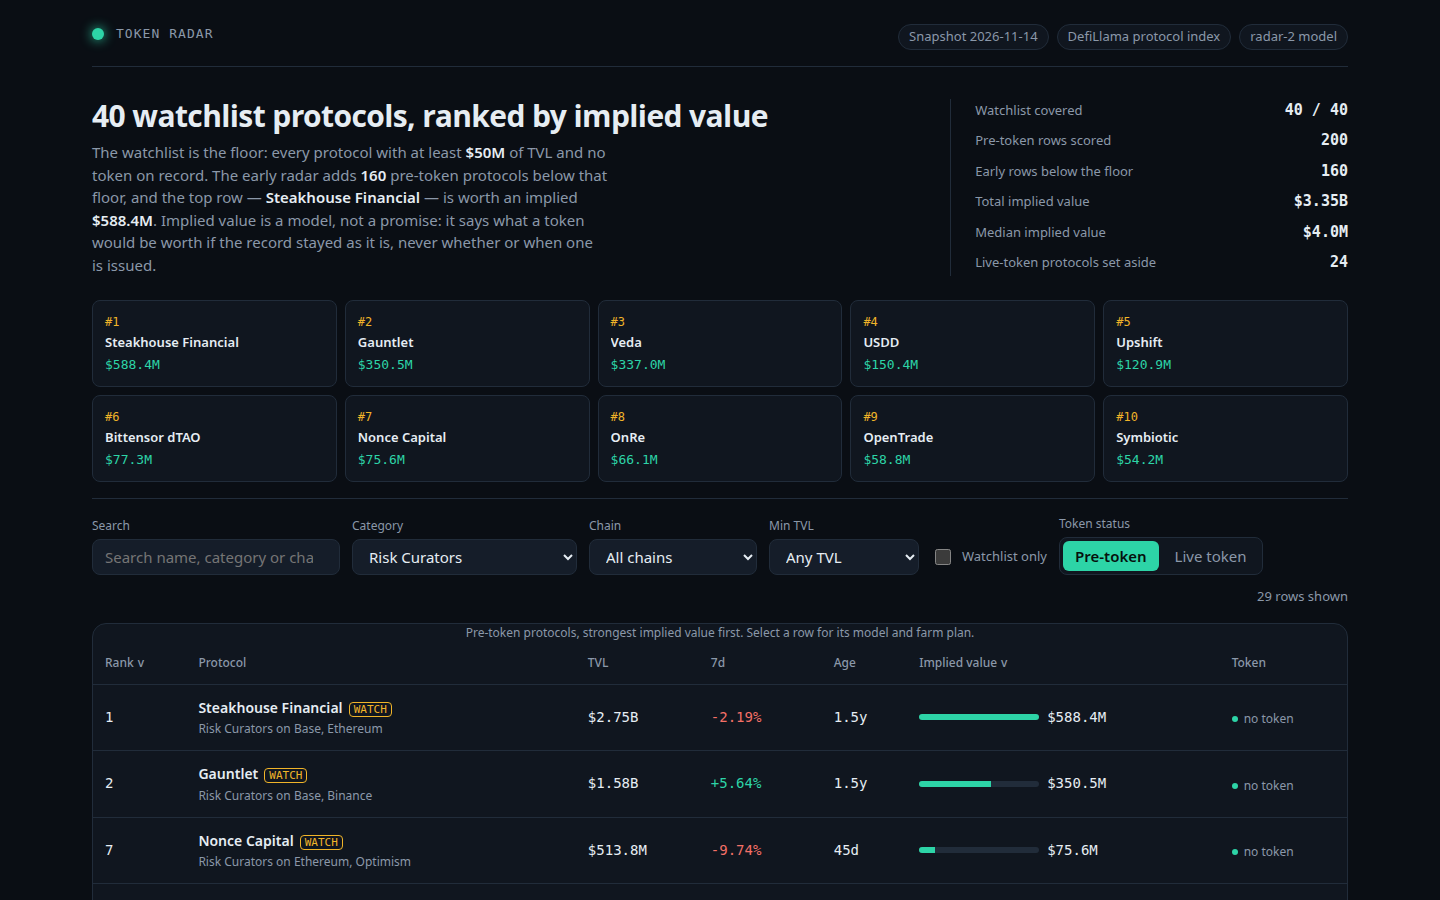 TOKEN RADAR
Snapshot 2026-11-14
DefiLlama protocol index
radar-2 model
40 watchlist protocols, ranked by implied value
The watchlist is the floor: every protocol with at least $50M of TVL and no
token on record. The early radar adds 160 pre-token protocols below that
floor, and the top row — Steakhouse Financial — is worth an implied
$588.4M. Implied value is a model, not a promise: it says what a token
would be worth if the record stayed as it is, never whether or when one
is issued.
Watchlist covered 40 / 40
Pre-token rows scored 200
Early rows below the floor 160
Total implied value $3.35B
Median implied value $4.0M
Live-token protocols set aside 24
#1
Steakhouse Financial
$588.4M
#2
Gauntlet
$350.5M
#3
Veda
$337.0M
#4
USDD
$150.4M
#5
Upshift
$120.9M
#6
Bittensor dTAO
$77.3M
#7
Nonce Capital
$75.6M
#8
OnRe
$66.1M
#9
OpenTrade
$58.8M
#10
Symbiotic
$54.2M
Search
Search name, category or cha
Category
Risk Curators
Chain
All chains
Min TVL
Any TVL
Watchlist only
Token status
Pre-token
Live token
29 rows shown
Pre-token protocols, strongest implied value first. Select a row for its model and farm plan.
Rank v Protocol TVL 7d Age Implied value v Token
1 Steakhouse Financial WATCH $2.75B -2.19% 1.5y $588.4M no token
Risk Curators on Base, Ethereum
2 Gauntlet WATCH $1.58B +5.64% 1.5y $350.5M no token
Risk Curators on Base, Binance
7 Nonce Capital WATCH $513.8M -9.74% 45d $75.6M no token
Risk Curators on Ethereum, Optimism